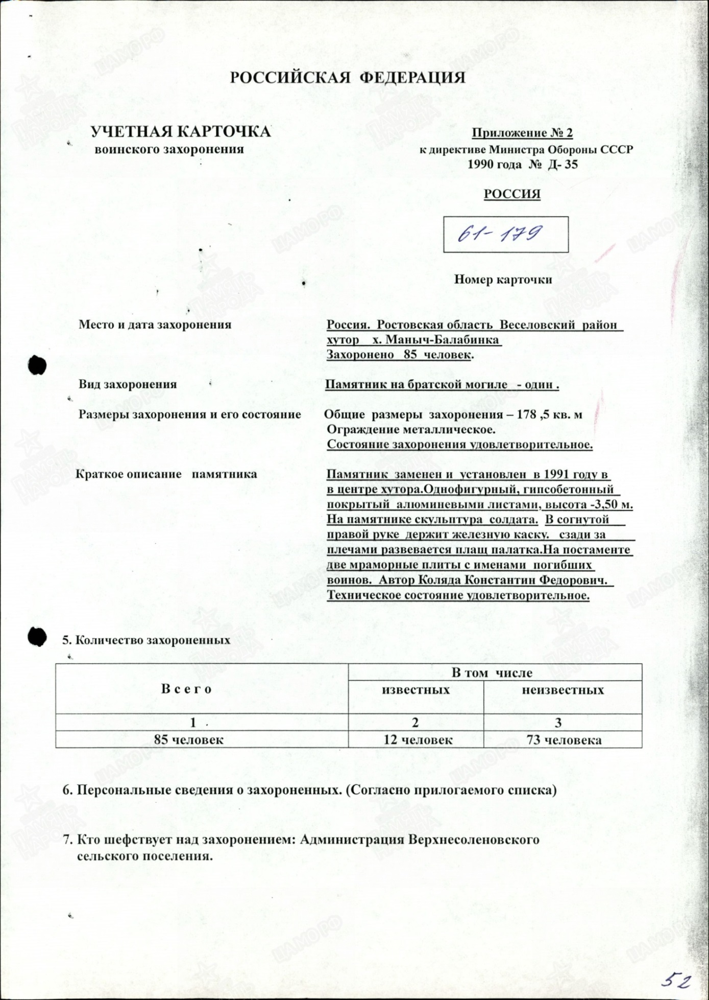 РОССИЙСКАЯ ФЕДЕРАЦИЯ
УЧЕТНАЯ КАРТОЧКА
воинского захоронения
Приложение № 2
к директиве Министра Обороны СССР
1990 года № Д- 35
РОССИЯ
61-179
Номер карточки
Место и дата захоронения
Россия. Ростовская область Веселовский район
хутор х. Маныч-Балабинка
Захоронено 85 человек.
Вид захоронения
Памятник на братской могиле - один .
Размеры захоронения и его состояние
Общие размеры захоронения – 178 ,5 кв. м
Ограждение металлическое.
Состояние захоронения удовлетворительное.
Краткое описание памятника
Памятник заменен и установлен в 1991 году в
в центре хутора.Однофигурный, гипсобетонный
покрытый алюминевыми листами, высота -3,50 м.
На памятнике скульптура солдата. В согнутой
правой руке держит железную каску. сзади за
плечами развевается плащ палатка.На постаменте
две мраморные плиты с именами погибших
воинов. Автор Коляда Константин Федорович.
Техническое состояние удовлетворительное.
5. Количество захороненных
В с е г о
В том числе
известных
неизвестных
1
2
3
85 человек
12 человек
73 человека
6. Персональные сведения о захороненных. (Согласно прилогаемого списка)
7. Кто шефствует над захоронением: Администрация Верхнесоленовского
сельского поселения.
52
ЦАМО РФ
ПАМЯТЬ НАРОДА